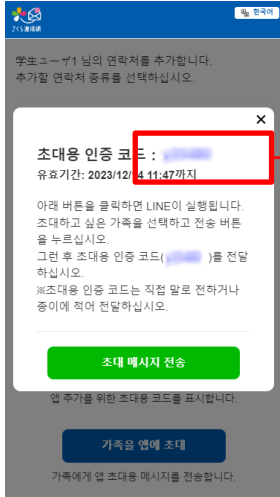 さくら連絡網
한국어
学生ユーザ1 님의 연락처를 추가합니다.
추가할 연락처 종류를 선택하십시오.
×
초대용 인증 코드 :
유효기간: 2023/12/14 11:47까지
아래 버튼을 클릭하면 LINE이 실행됩니다.
초대하고 싶은 가족을 선택하고 전송 버튼
을 누르십시오.
그런 후 초대용 인증 코드( )를 전달
하십시오.
※초대용 인증 코드는 직접 말로 전하거나
종이에 적어 전달하십시오.
초대 메시지 전송
앱 추가를 위한 초대용 코드를 표시합니다.
가족을 앱에 초대
가족에게 앱 초대용 메시지를 전송합니다.